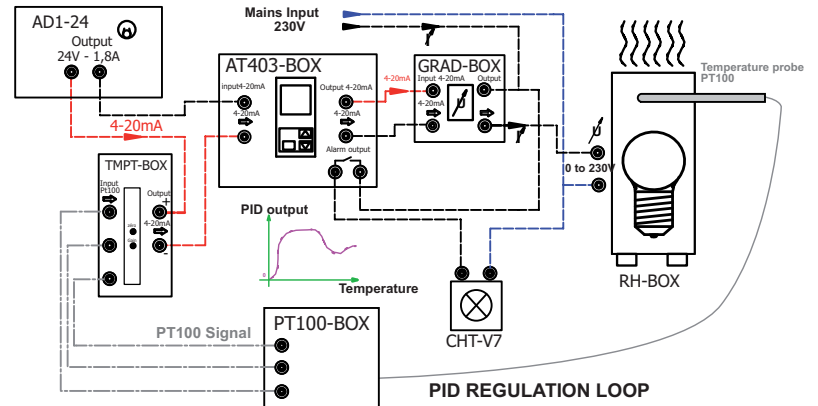 AD1-24
Output
24V - 1,8A
Mains Input
230V
AT403-BOX
input4-20mA
4-20mA
Output 4-20mA
4-20mA
Alarm output
4-20mA
GRAD-BOX
Input 4-20mA
Output
4-20mA
Temperature probe
PT100
0 to 230V
RH-BOX
4-20mA
TMPT-BOX
Input
Pt100
Output
+
4-20mA
-
PID output
0
Temperature
PT100 Signal
PT100-BOX
CHT-V7
PID REGULATION LOOP